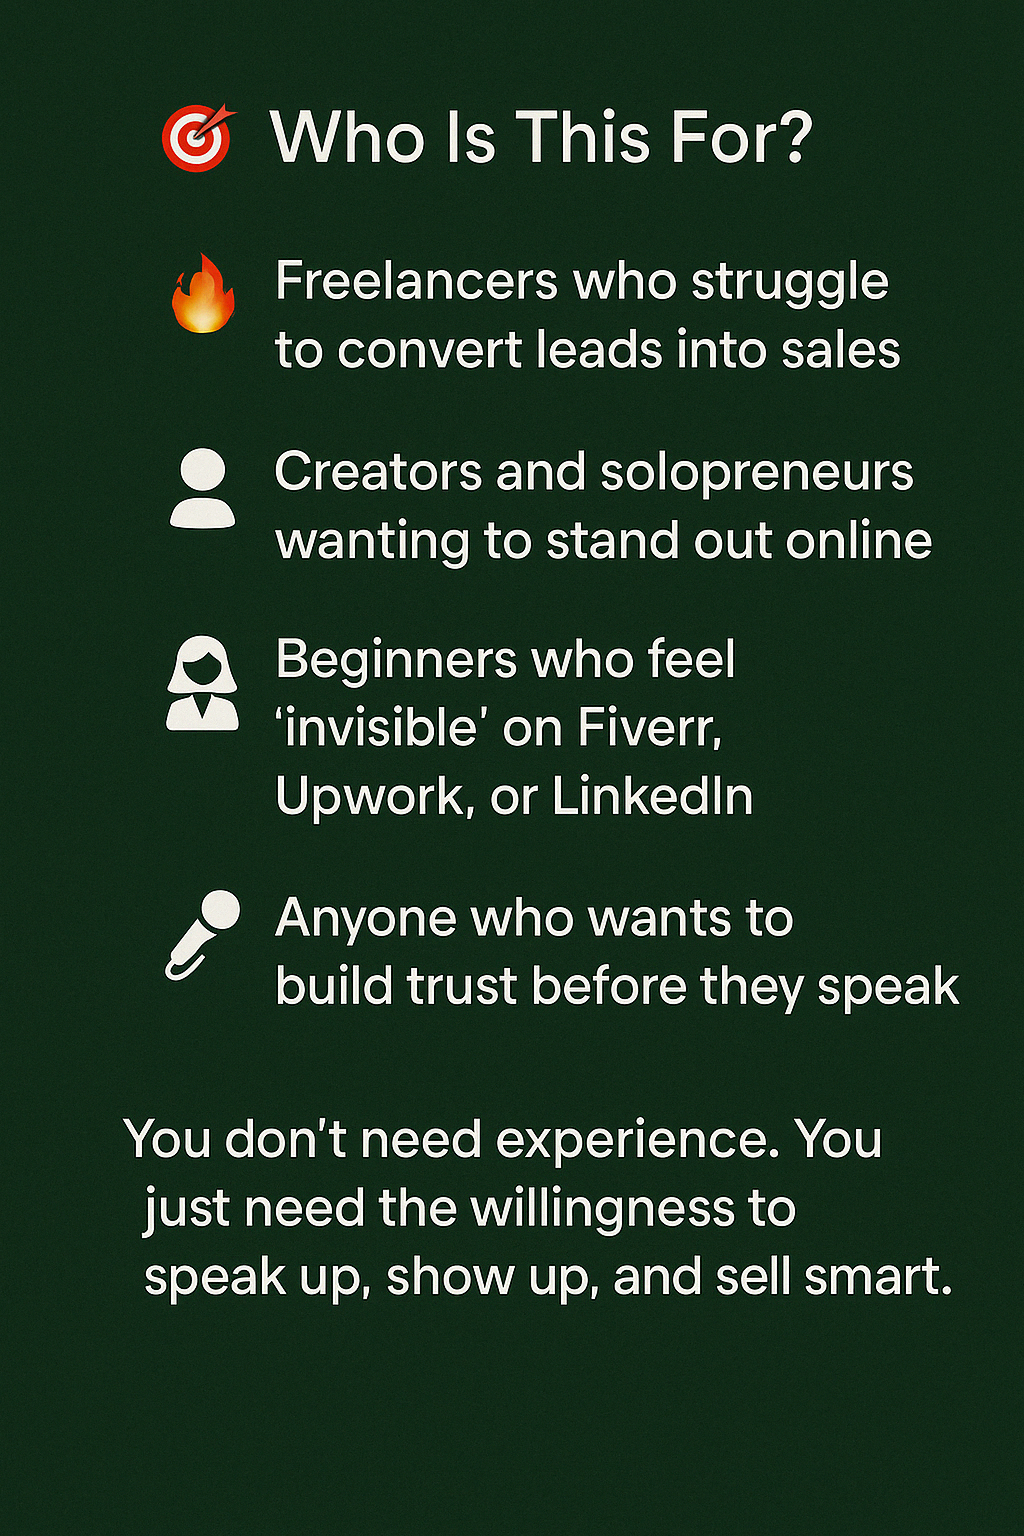 Who Is This For?
Freelancers who struggle
to convert leads into sales
Creators and solopreneurs
wanting to stand out online
Beginners who feel
‘invisible’ on Fiverr,
Upwork, or LinkedIn
Anyone who wants to
build trust before they speak
You don’t need experience. You
just need the willingness to
speak up, show up, and sell smart.